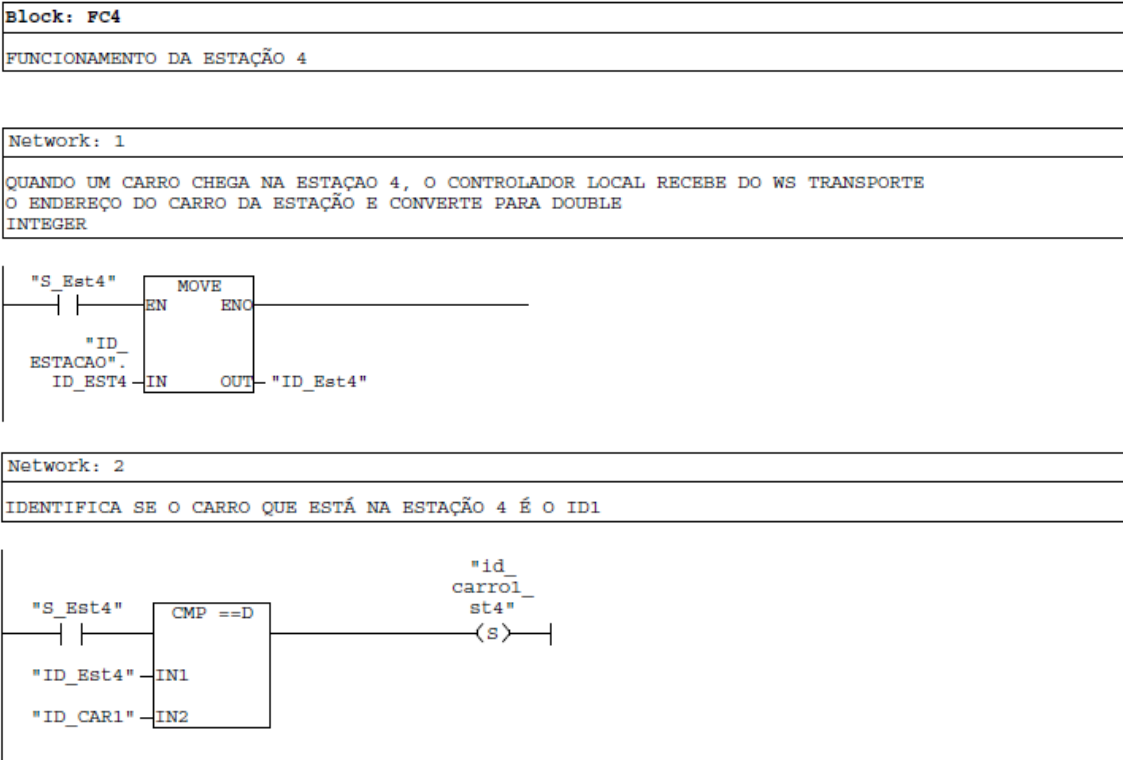 Block: FC4
FUNCIONAMENTO DA ESTAÇÃO 4
Network: 1
QUANDO UM CARRO CHEGA NA ESTAÇAO 4, O CONTROLADOR LOCAL RECEBE DO WS TRANSPORTE
O ENDEREÇO DO CARRO DA ESTAÇÃO E CONVERTE PARA DOUBLE
INTEGER
"S_Est4"
MOVE
EN ENO
"ID_
ESTACAO".
ID_EST4 IN OUT "ID_Est4"
Network: 2
IDENTIFICA SE O CARRO QUE ESTÁ NA ESTAÇÃO 4 É O ID1
"id_
carro1_
"S_Est4" CMP ==D st4"
(S)
"ID_Est4" IN1
"ID_CAR1" IN2